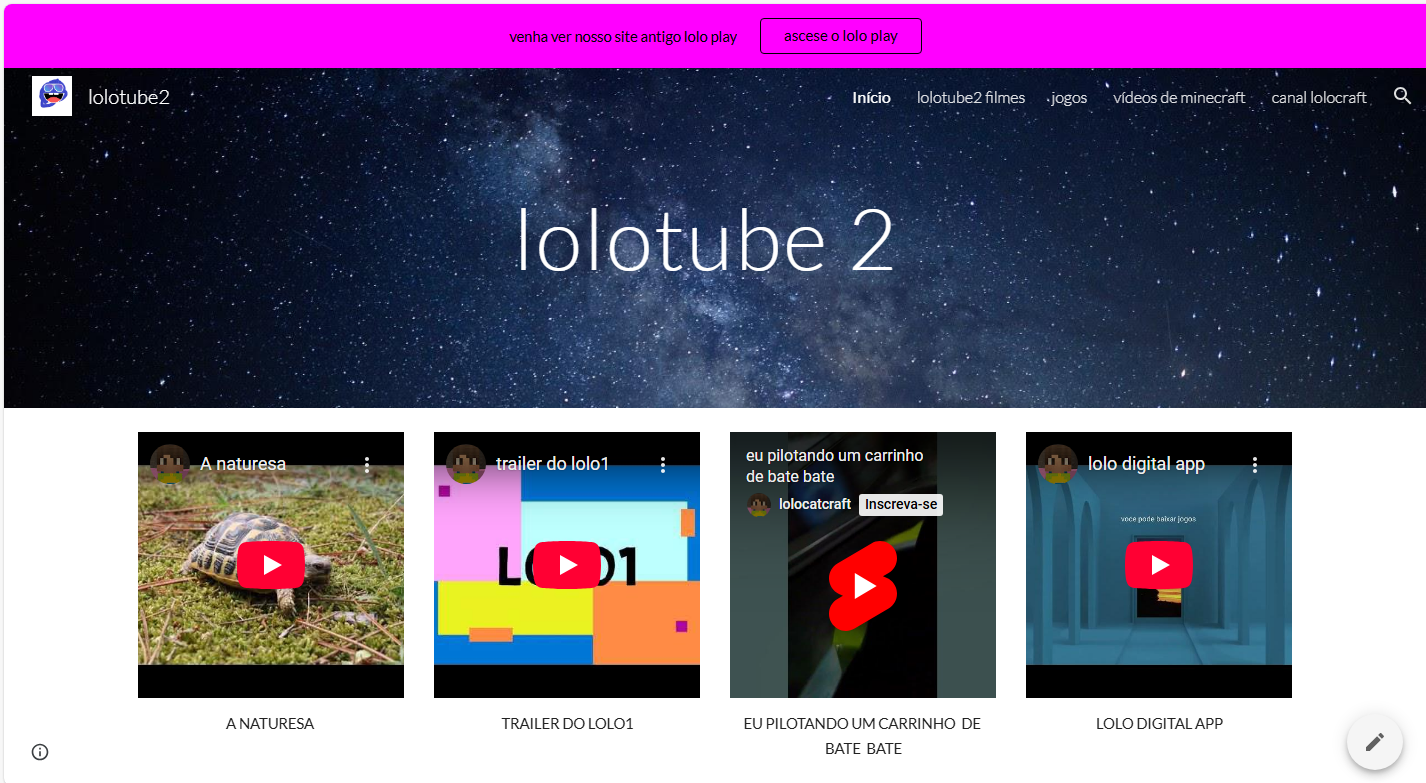 venha ver nosso site antigo lolo play
ascese o lolo play
lolotube2
Início
lolotube2 filmes
jogos
vídeos de minecraft
canal lolocraft
lolotube 2
A naturesa
trailer do lolo1
eu pilotando um carrinho
de bate bate
lolocatcraft
Inscreva-se
lolo digital app
voce pode baixar jogos
A NATURESA
TRAILER DO LOLO1
EU PILOTANDO UM CARRINHO DE
BATE BATE
LOLO DIGITAL APP